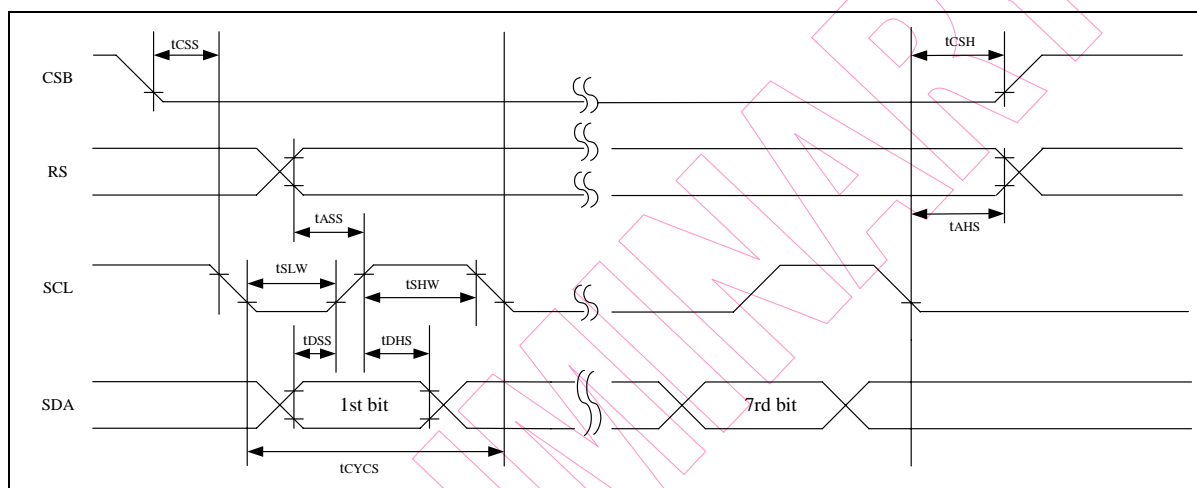 tCSS
tCSH
CSB
RS
tASS
tAHS
tSLW
tSHW
SCL
tDSS
tDHS
SDA
1st bit
7rd bit
tCYCS